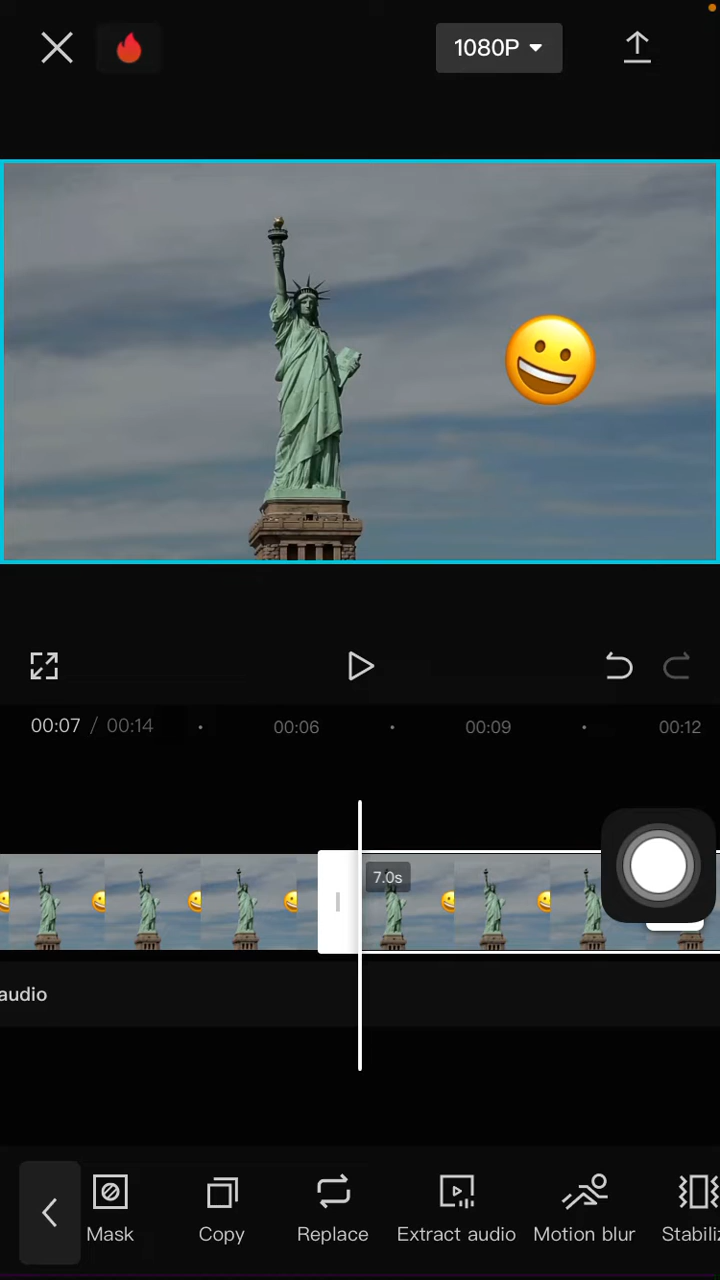 1080P
00:07 / 00:14
00:06
00:09
00:12
7.0s
audio
Mask
Copy
Replace
Extract audio
Motion blur
Stabiliz